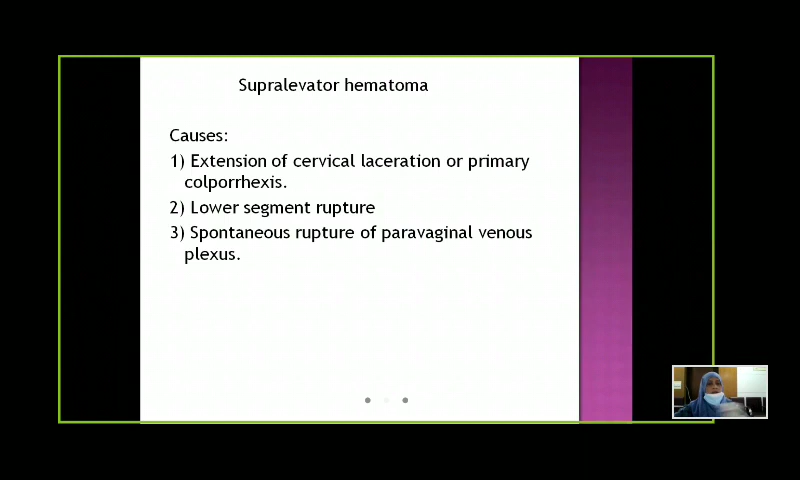 Supralevator hematoma
Causes:
1) Extension of cervical laceration or primary
colporrhexis.
2) Lower segment rupture
3) Spontaneous rupture of paravaginal venous
plexus.